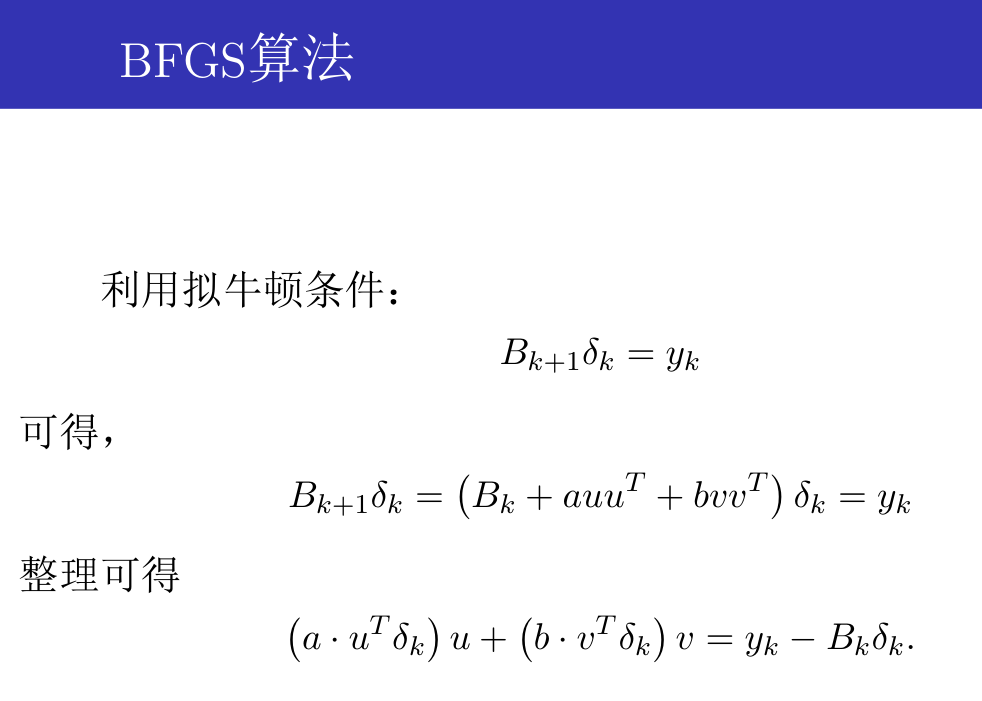 BFGS算法
利用拟牛顿条件：
$B_{k+1}\delta_k = y_k$
可得，
$B_{k+1}\delta_k = \left(B_k + auu^T + bvv^T\right)\delta_k = y_k$
整理可得
$\left(a \cdot u^T\delta_k\right)u + \left(b \cdot v^T\delta_k\right)v = y_k - B_k\delta_k.$